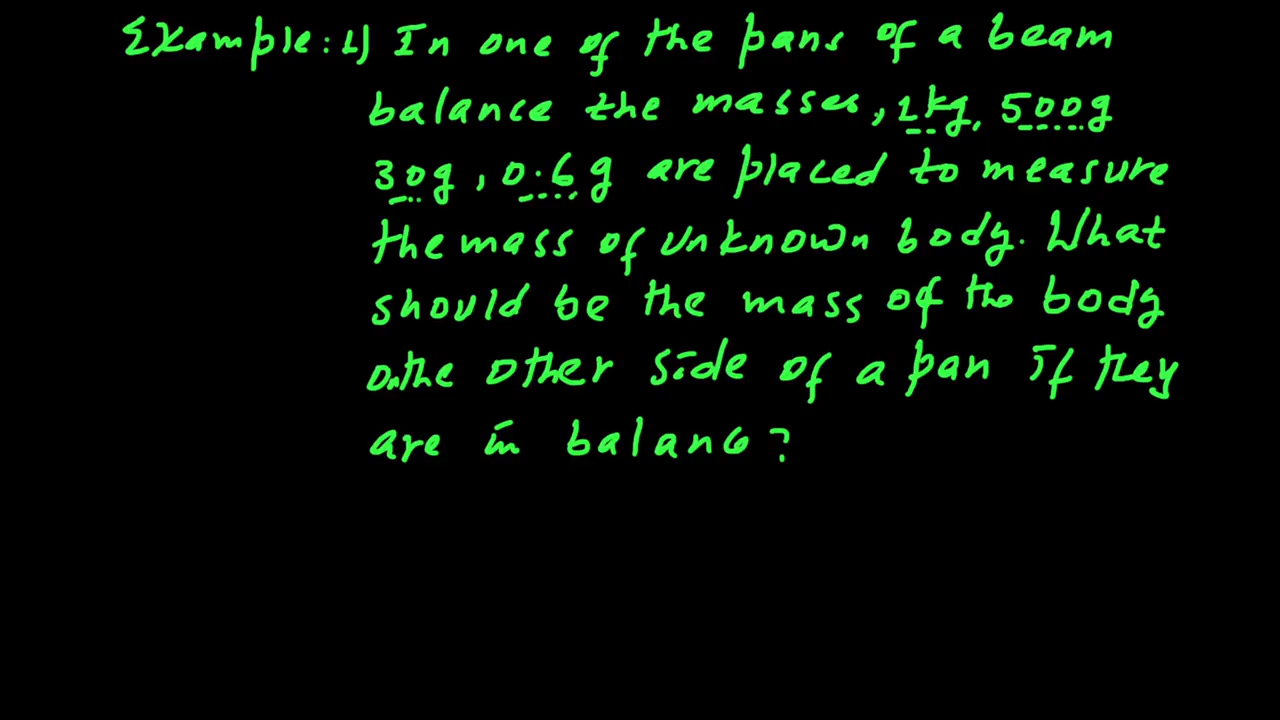 Example: 1) In one of the pans of a beam
balance the masses, 1kg, 500g
30g, 0.6g are placed to measure
the mass of unknown body. What
should be the mass of the body
on the other side of a pan if they
are in balance?